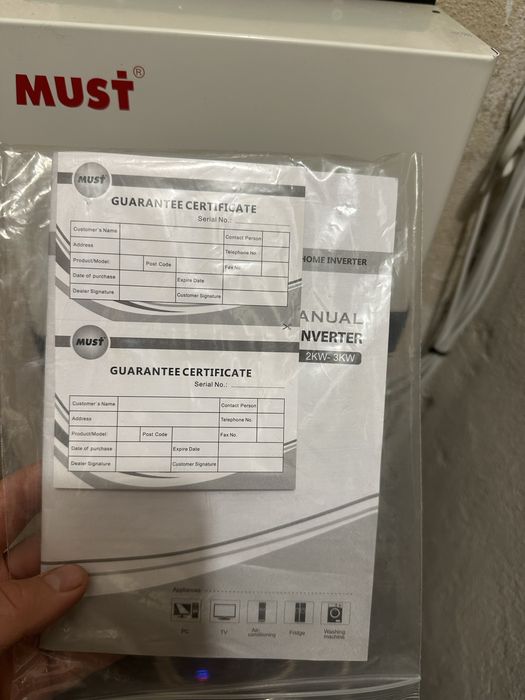 MUST®
MUST
GUARANTEE CERTIFICATE
Serial No.:
Customer's Name
Contact Person
Address
Telephone No.
Product/Model:
Post Code
Fax No.
Date of purchase
Expire Date
Dealer Signature
Customer Signature
HOME INVERTER
ANUAL
NVERTER
2KW- 3KW
MUST
GUARANTEE CERTIFICATE
Serial No.:
Customer's Name
Contact Person
Address
Telephone No.
Product/Model:
Post Code
Fax No.
Date of purchase
Expire Date
Dealer Signature
Customer Signature
Appliances
PC
TV
Air-
conditioning
Fridge
Washing
machine